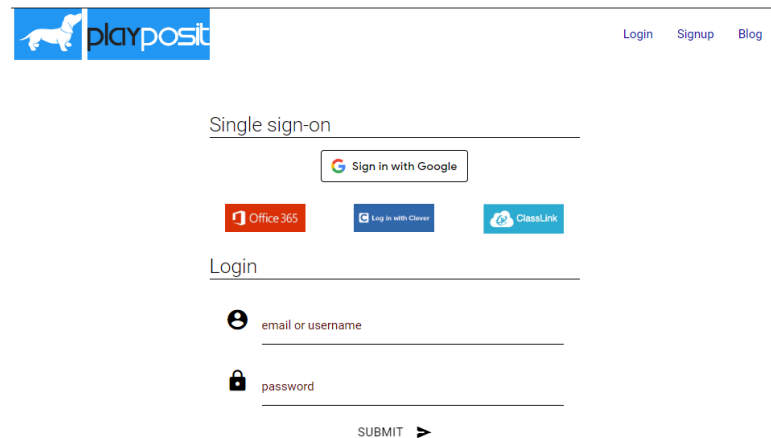 playposit
Login Signup Blog
Single sign-on
Sign in with Google
Office 365 Log in with Clever ClassLink
Login
email or username
password
SUBMIT